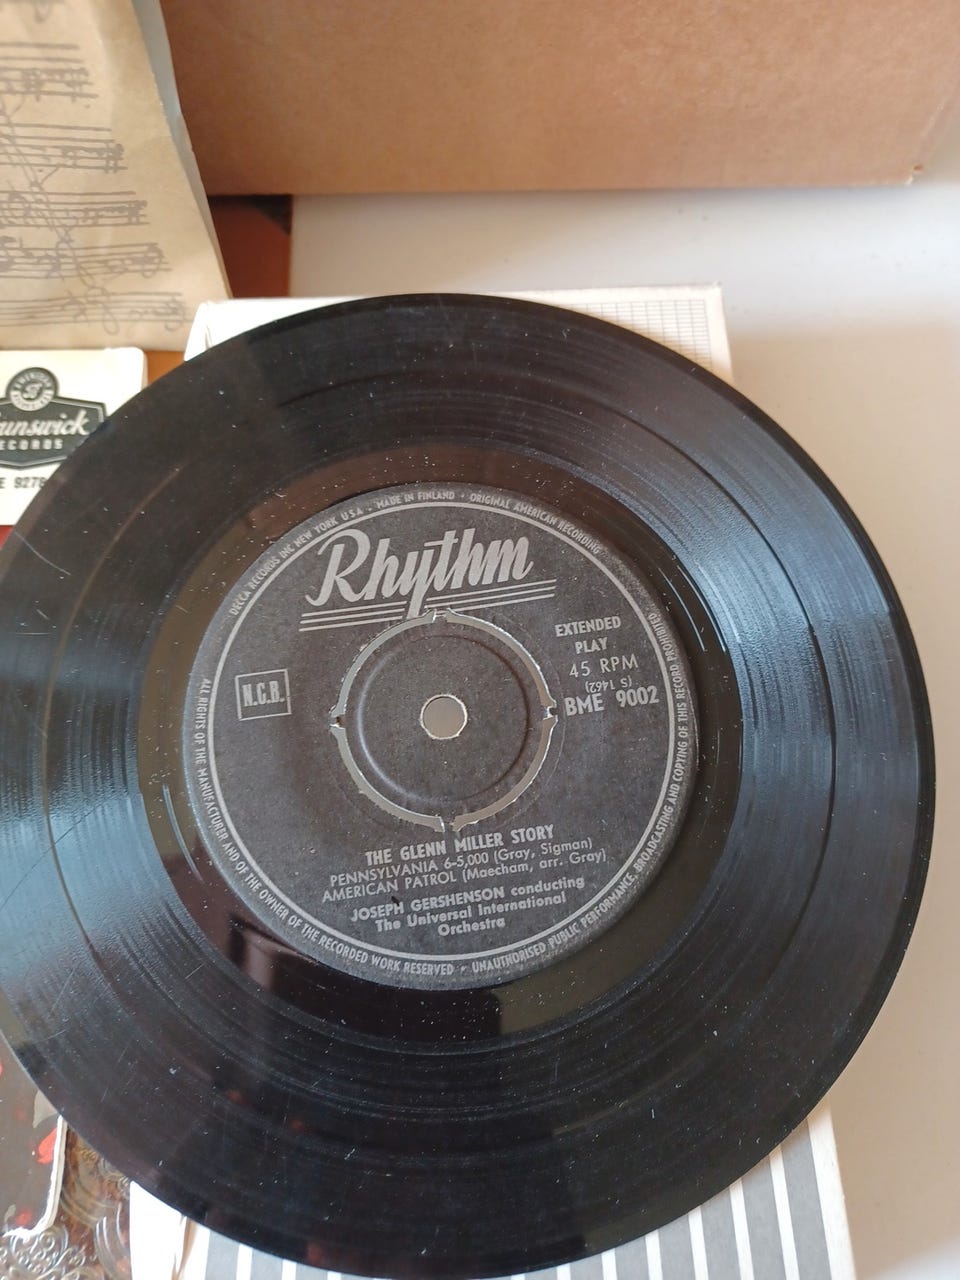 unswick
ECORDS
E 9278
DECCA RECORDS INC NEW YORK U S A - MADE IN FINLAND • ORIGINAL AMERICAN RECORDING
Rhythm
EXTENDED
PLAY
45 RPM
(S 1462)
BME 9002
N.C.B.
THE GLENN MILLER STORY
PENNSYLVANIA 6-5,000 (Gray, Sigman)
AMERICAN PATROL (Maecham, arr. Gray)
JOSEPH GERSHENSON conducting
The Universal International
Orchestra
ALL RIGHTS OF THE MANUFACTURER AND OF THE OWNER OF THE RECORDED WORK RESERVED • UNAUTHORISED PUBLIC PERFORMANCE, BROADCASTING AND COPYING OF THIS RECORD PROHIBITED